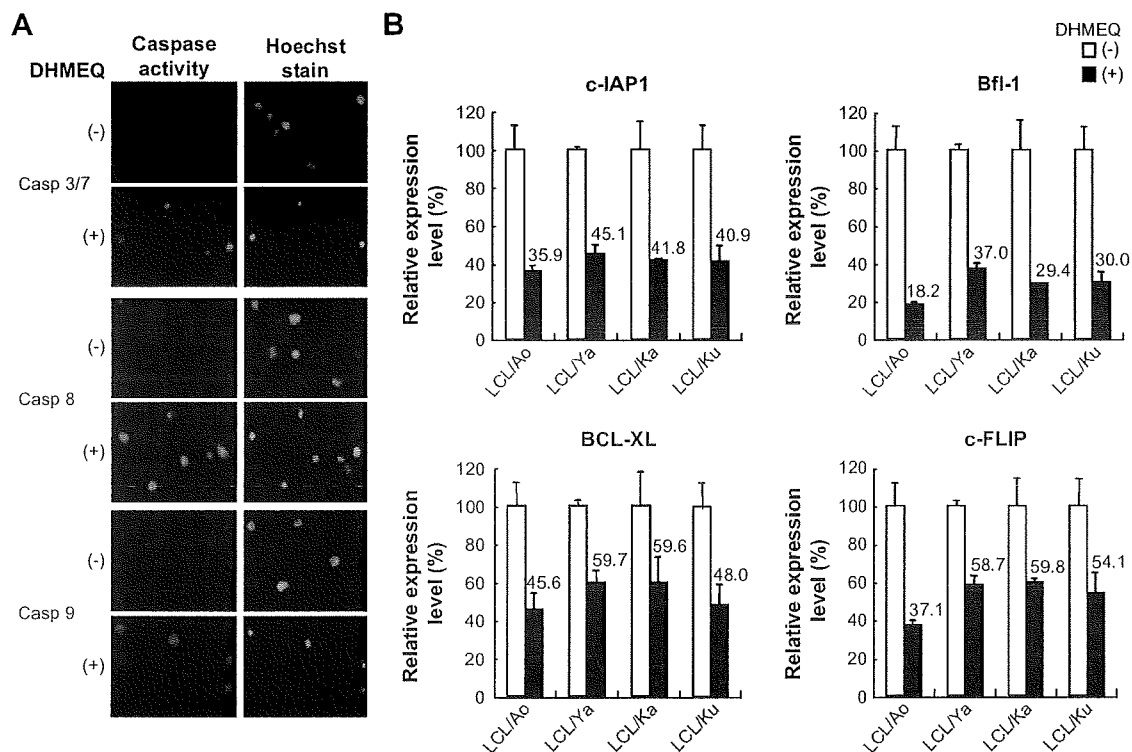 A
DHMEQ
Caspase
activity
Hoechst
stain
(-)
Casp 3/7
(+)
(-)
Casp 8
(+)
(-)
Casp 9
(+)
B
DHMEQ
(-)
(+)
c-IAP1
Relative expression
level (%)
120
100
80
60
40
20
0
35.9
45.1
41.8
40.9
LCL/Ao
LCL/Ya
LCL/Ka
LCL/Ku
Bfl-1
Relative expression
level (%)
120
100
80
60
40
20
0
18.2
37.0
29.4
30.0
LCL/Ao
LCL/Ya
LCL/Ka
LCL/Ku
BCL-XL
Relative expression
level (%)
120
100
80
60
40
20
0
45.6
59.7
59.6
48.0
LCL/Ao
LCL/Ya
LCL/Ka
LCL/Ku
c-FLIP
Relative expression
level (%)
120
100
80
60
40
20
0
37.1
58.7
59.8
54.1
LCL/Ao
LCL/Ya
LCL/Ka
LCL/Ku